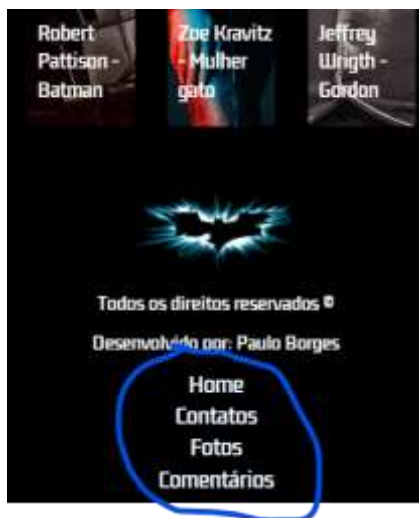 Robert
Pattison -
Batman
Zoe Kravitz
- Mulher
gato
Jeffrey
Wrigth -
Gordon
Todos os direitos reservados ©
Desenvolvido por: Paulo Borges
Home
Contatos
Fotos
Comentários